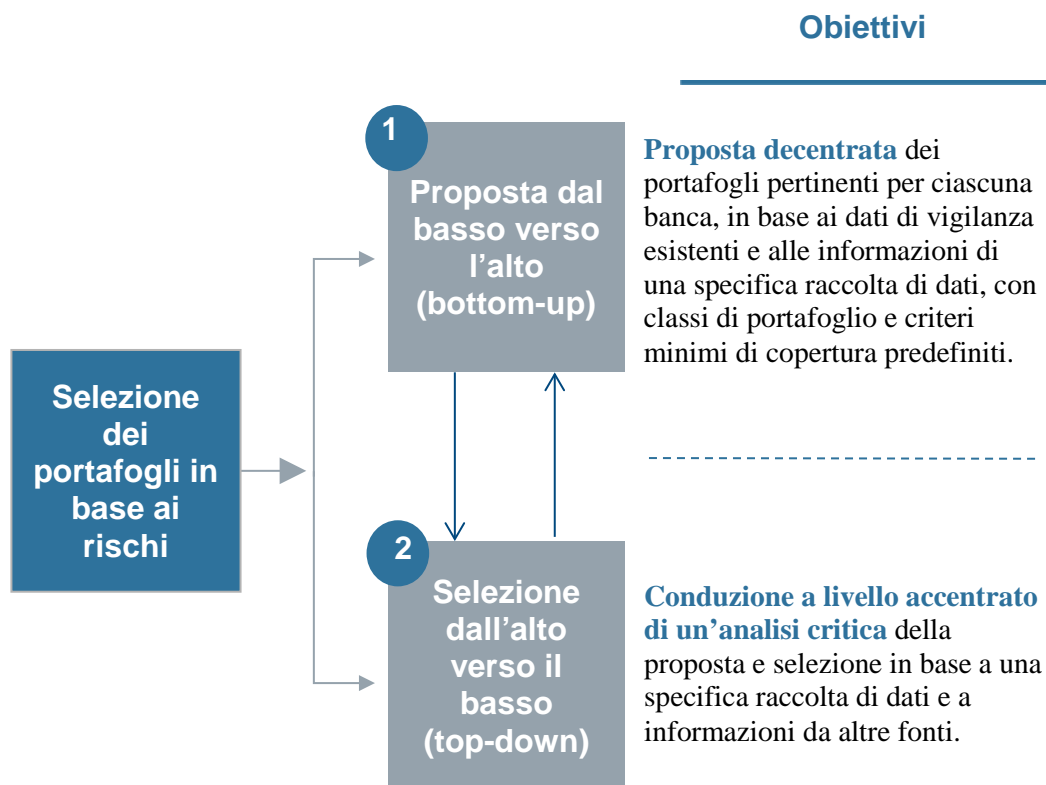 Obiettivi
1
Proposta dal
basso verso
l'alto
(bottom-up)
Proposta decentrata dei
portafogli pertinenti per ciascuna
banca, in base ai dati di vigilanza
esistenti e alle informazioni di
una specifica raccolta di dati, con
classi di portafoglio e criteri
minimi di copertura predefiniti.
Selezione
dei
portafogli in
base ai
rischi
2
Selezione
dall'alto
verso il
basso
(top-down)
Conduzione a livello accentrato
di un'analisi critica della
proposta e selezione in base a una
specifica raccolta di dati e a
informazioni da altre fonti.